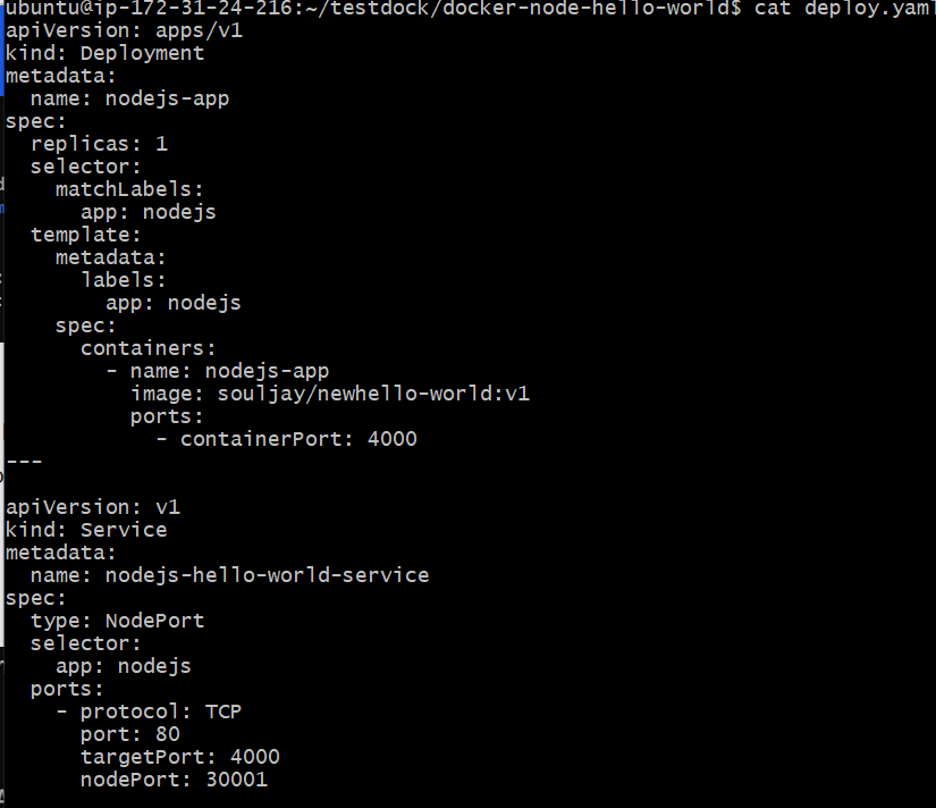 ubuntu@ip-172-31-24-216:~/testdock/docker-node-hello-world$ cat deploy.yaml
apiVersion: apps/v1
kind: Deployment
metadata:
  name: nodejs-app
spec:
  replicas: 1
  selector:
    matchLabels:
      app: nodejs
  template:
    metadata:
      labels:
        app: nodejs
    spec:
      containers:
        - name: nodejs-app
          image: souljay/newhello-world:v1
          ports:
            - containerPort: 4000
---
apiVersion: v1
kind: Service
metadata:
  name: nodejs-hello-world-service
spec:
  type: NodePort
  selector:
    app: nodejs
  ports:
    - protocol: TCP
      port: 80
      targetPort: 4000
      nodePort: 30001